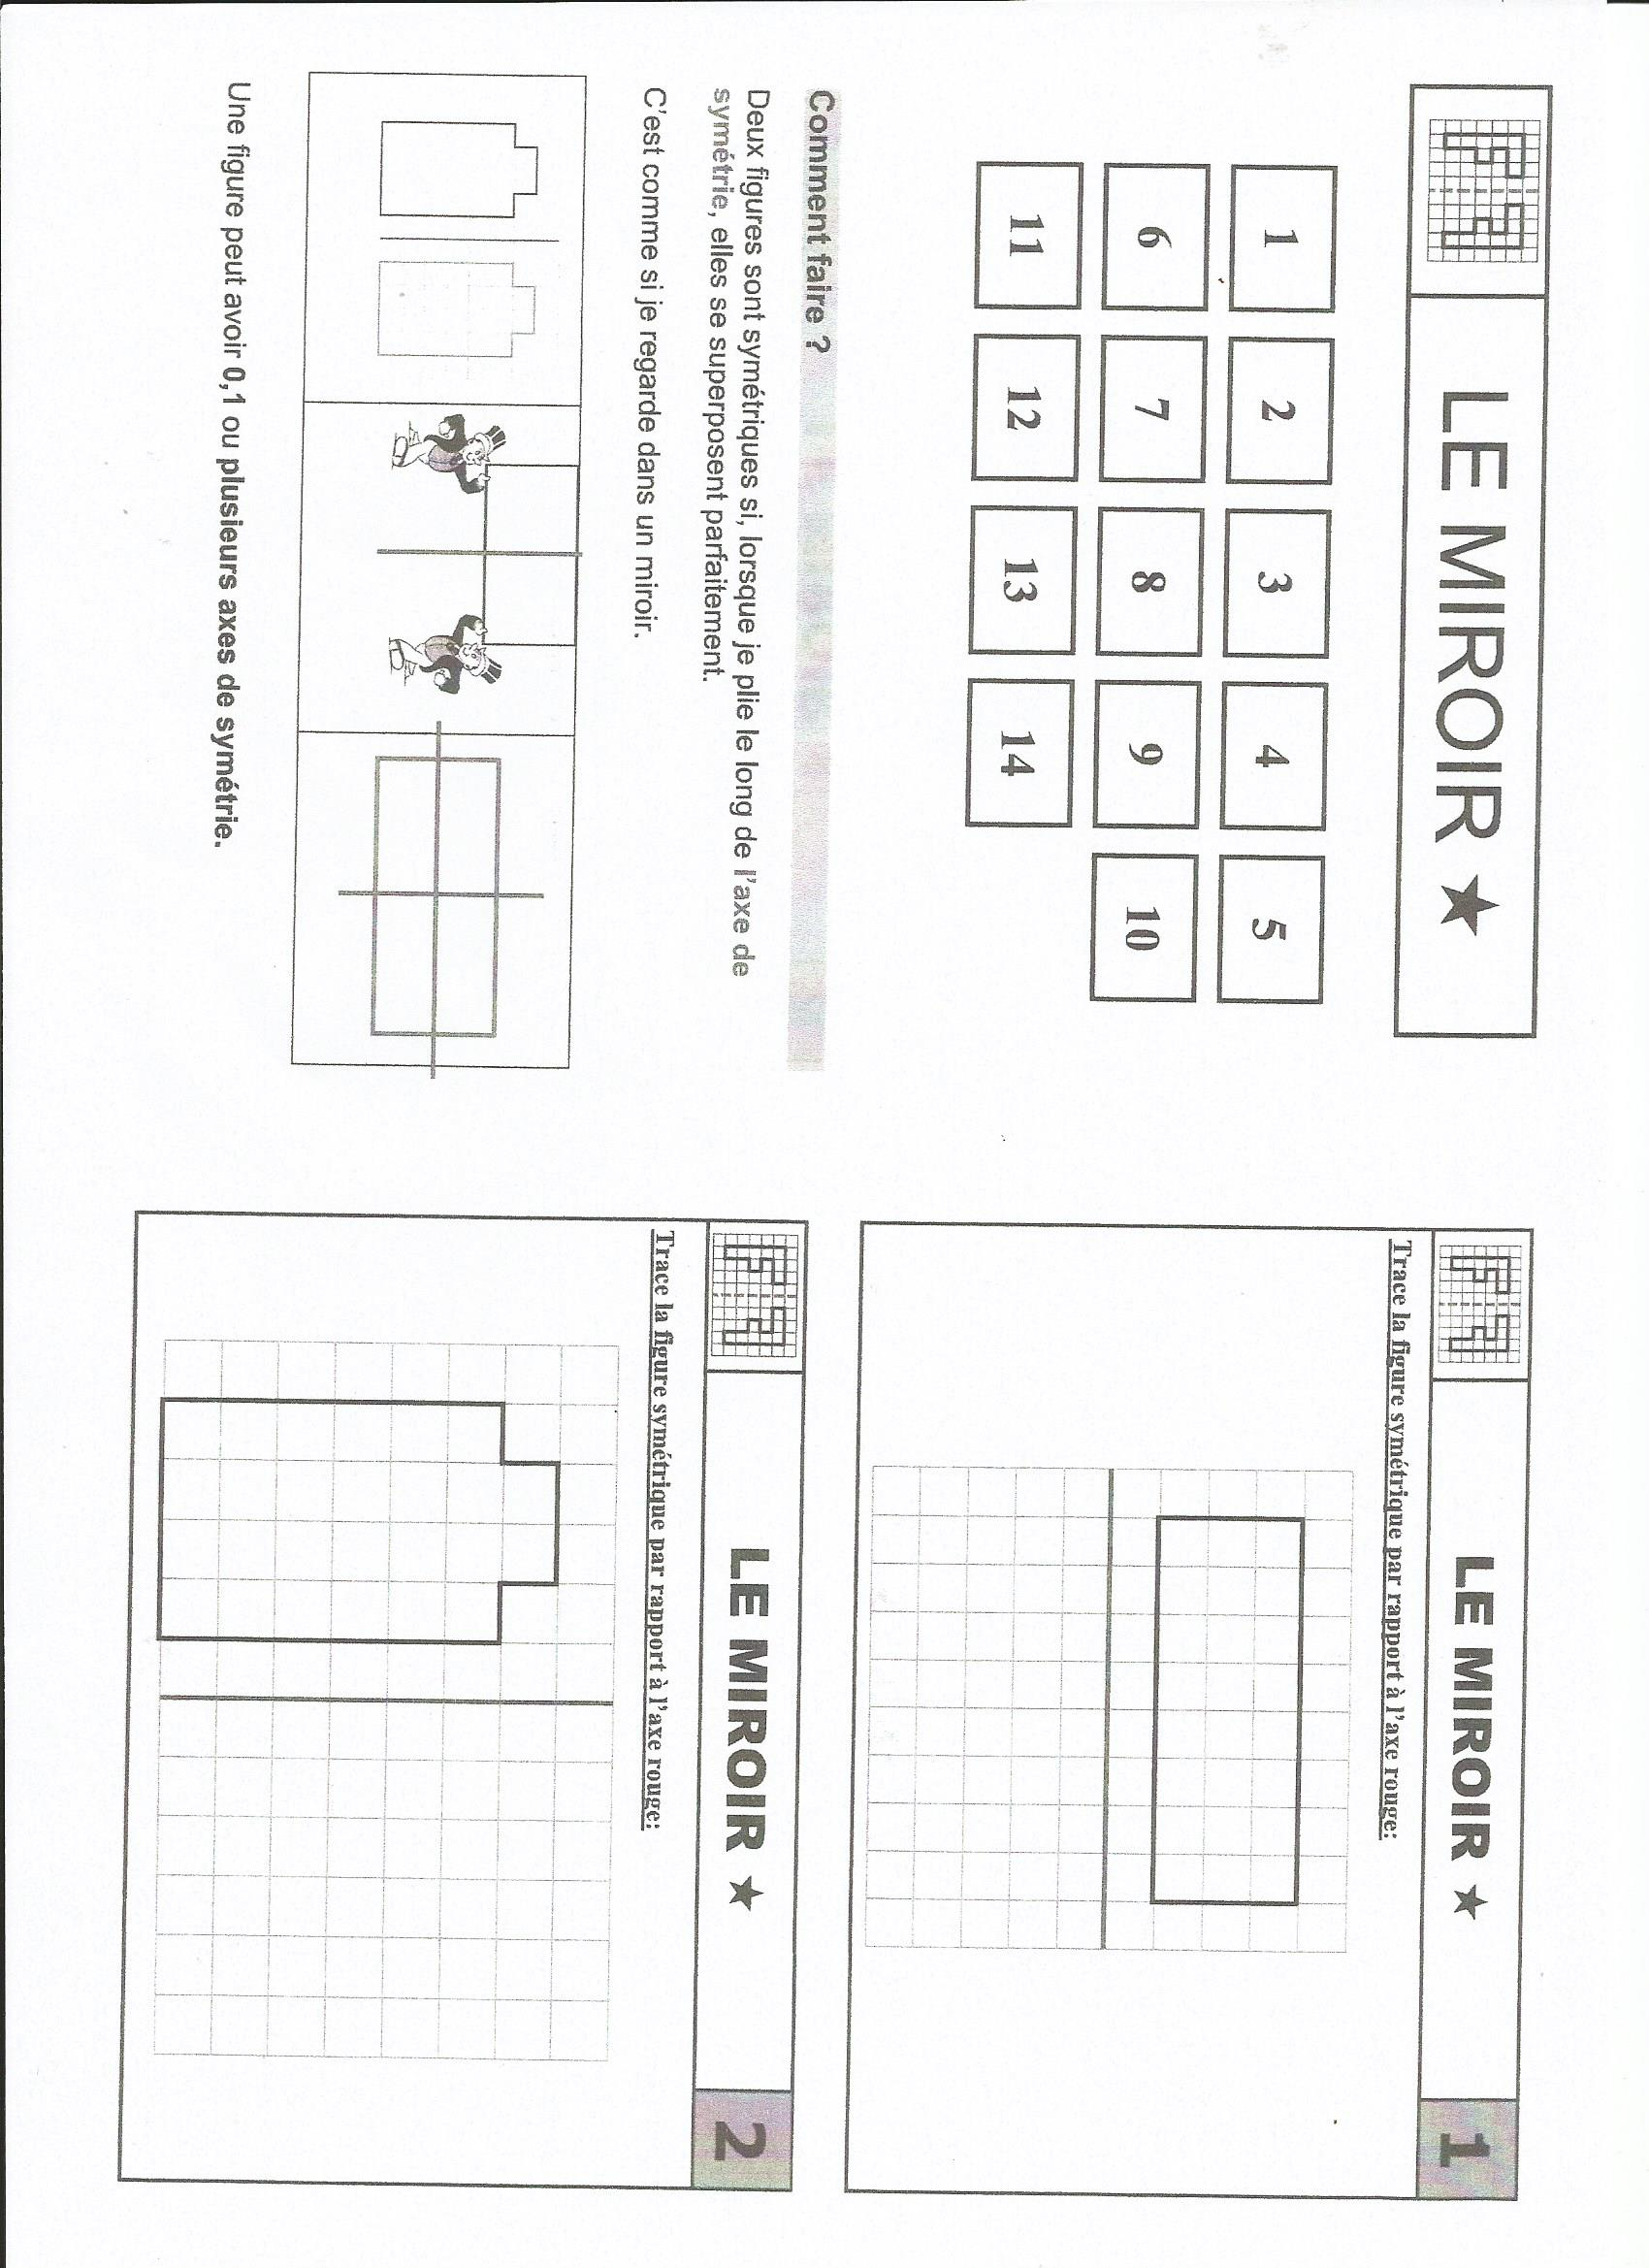 LE MIROIR ★
1 2 3 4 5
6 7 8 9 10
11 12 13 14
Comment faire ?
Deux figures sont symétriques si, lorsque je plie le long de l'axe de
symétrie, elles se superposent parfaitement.
C'est comme si je regarde dans un miroir.
Une figure peut avoir 0,1 ou plusieurs axes de symétrie.
LE MIROIR ★ 1
Trace la figure symétrique par rapport à l'axe rouge:
LE MIROIR ★ 2
Trace la figure symétrique par rapport à l'axe rouge: